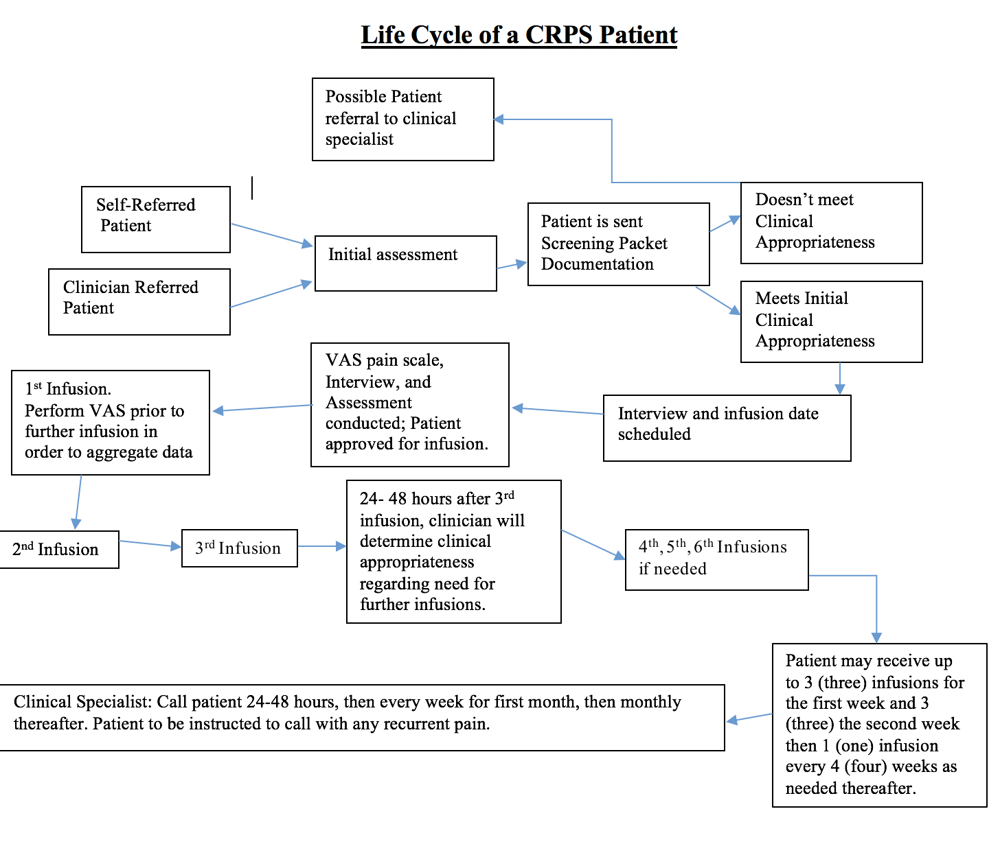 Life Cycle of a CRPS Patient
Possible Patient
referral to clinical
specialist
Self-Referred
Patient
Clinician Referred
Patient
Initial assessment
Patient is sent
Screening Packet
Documentation
Doesn’t meet
Clinical
Appropriateness
Meets Initial
Clinical
Appropriateness
Interview and infusion date
scheduled
VAS pain scale,
Interview, and
Assessment
conducted; Patient
approved for infusion.
1st Infusion.
Perform VAS prior to
further infusion in
order to aggregate data
2nd Infusion
3rd Infusion
24- 48 hours after 3rd
infusion, clinician will
determine clinical
appropriateness
regarding need for
further infusions.
4th, 5th, 6th Infusions
if needed
Patient may receive up
to 3 (three) infusions for
the first week and 3
(three) the second week
then 1 (one) infusion
every 4 (four) weeks as
needed thereafter.
Clinical Specialist: Call patient 24-48 hours, then every week for first month, then monthly
thereafter. Patient to be instructed to call with any recurrent pain.